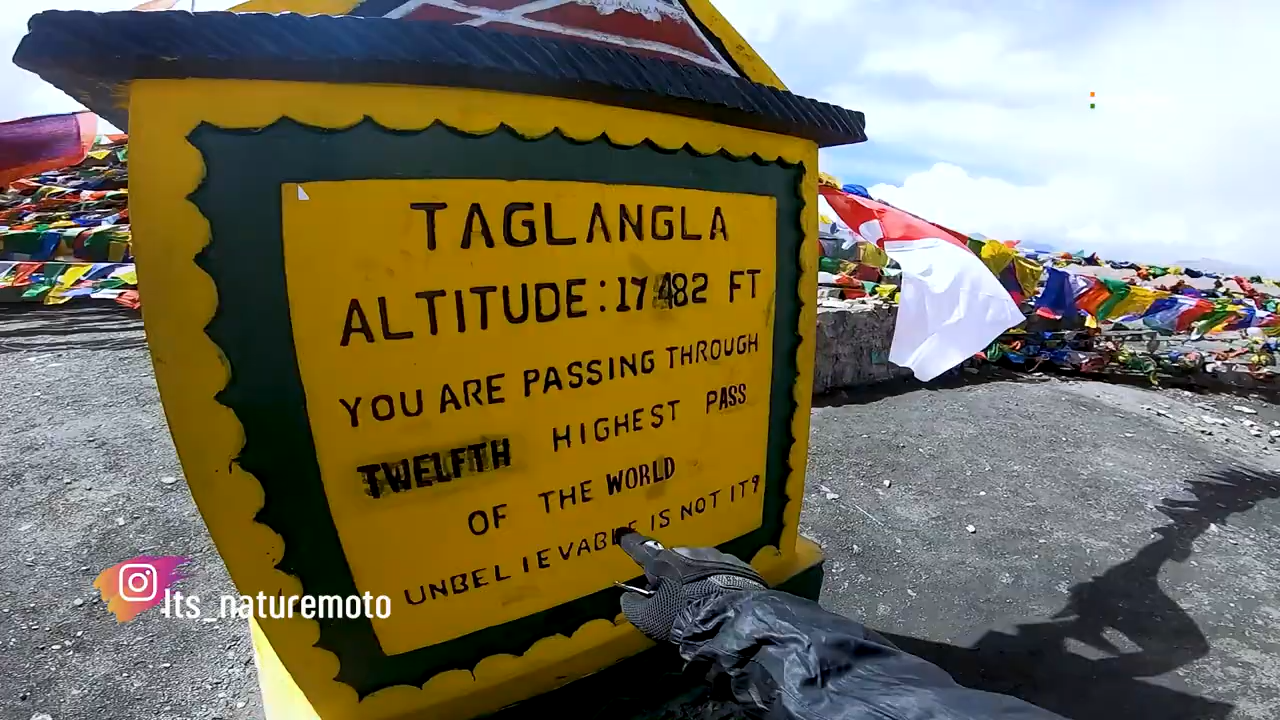 TAGLANGLA
ALTITUDE:17482 FT
YOU ARE PASSING THROUGH
TWELFTH HIGHEST PASS
OF THE WORLD
UNBELIEVABLE IS NOT IT?
Its_naturemoto